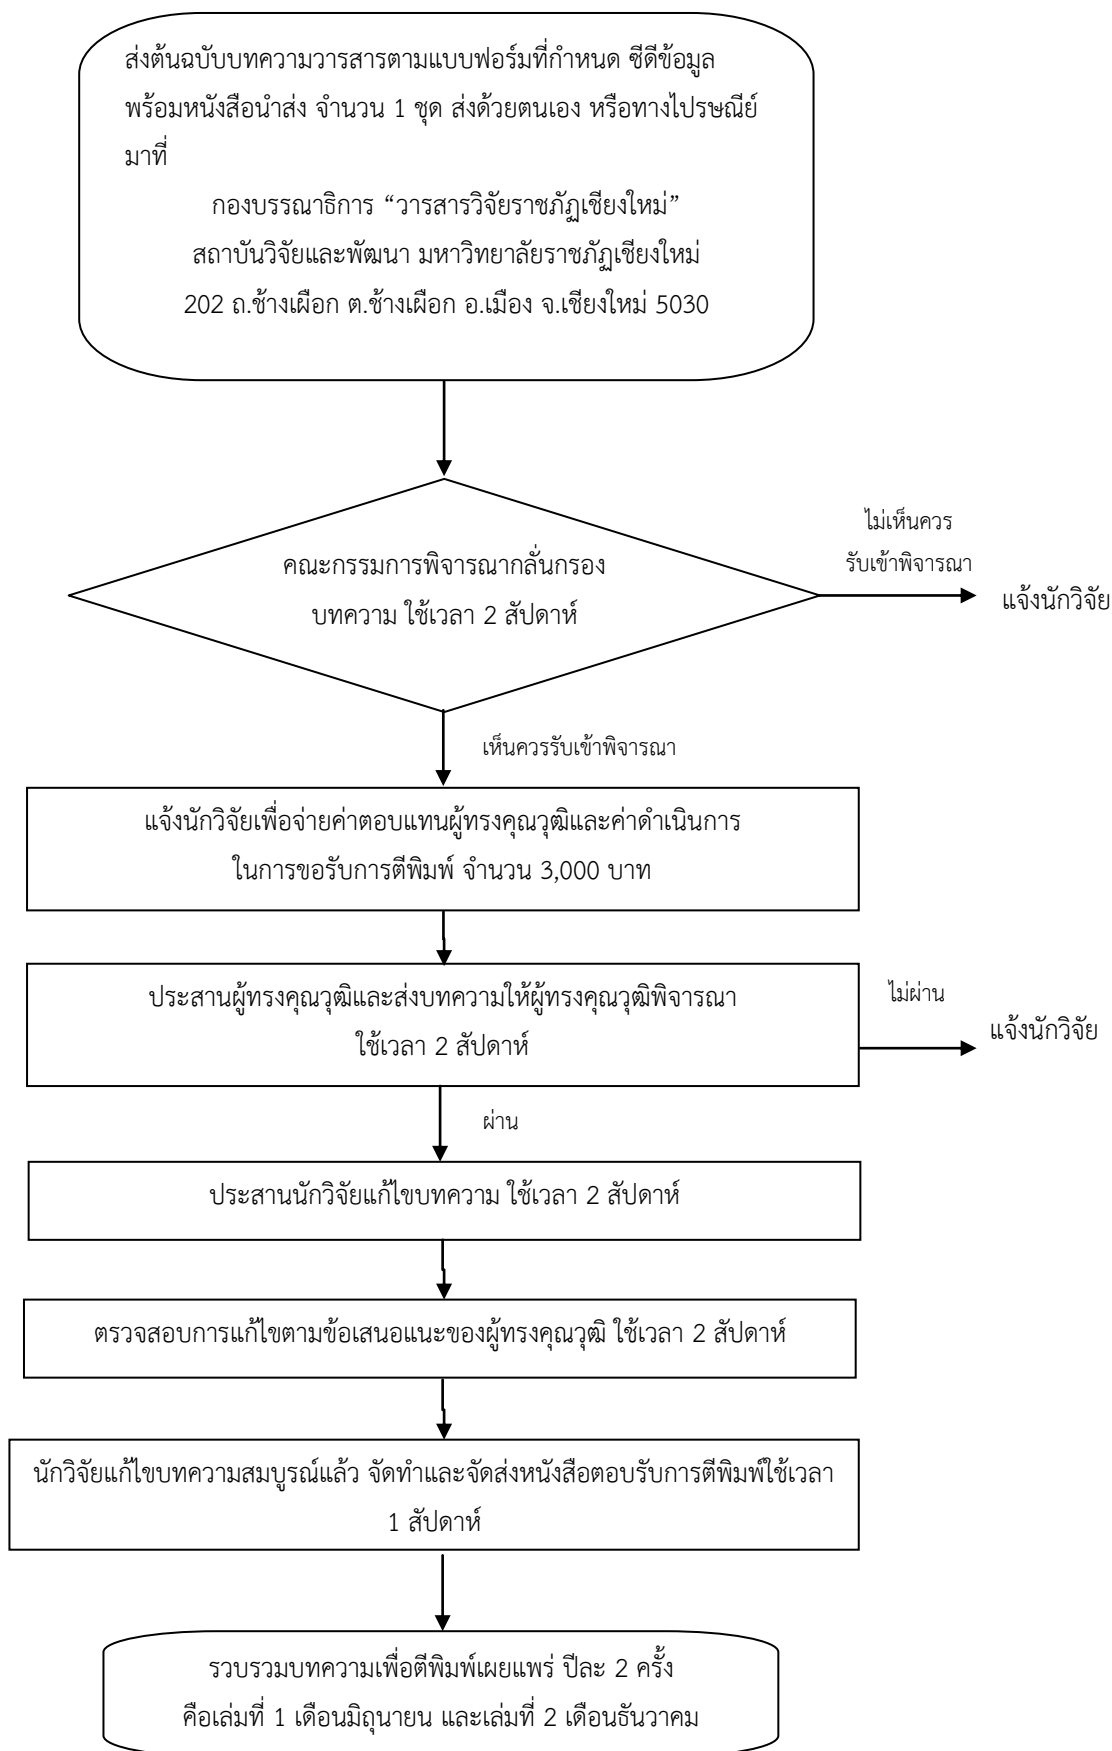 ส่งต้นฉบับบทความวารสารตามแบบฟอร์มที่กำหนด ซีดีข้อมูล
พร้อมหนังสือนำส่ง จำนวน 1 ชุด ส่งด้วยตนเอง หรือทางไปรษณีย์
มาที่
กองบรรณาธิการ “วารสารวิจัยราชภัฏเชียงใหม่”
สถาบันวิจัยและพัฒนา มหาวิทยาลัยราชภัฏเชียงใหม่
202 ถ.ช้างเผือก ต.ช้างเผือก อ.เมือง จ.เชียงใหม่ 5030
คณะกรรมการพิจารณากลั่นกรอง
บทความ ใช้เวลา 2 สัปดาห์
ไม่เห็นควร
รับเข้าพิจารณา
แจ้งนักวิจัย
เห็นควรรับเข้าพิจารณา
แจ้งนักวิจัยเพื่อจ่ายค่าตอบแทนผู้ทรงคุณวุฒิและค่าดำเนินการ
ในการขอรับการตีพิมพ์ จำนวน 3,000 บาท
ประสานผู้ทรงคุณวุฒิและส่งบทความให้ผู้ทรงคุณวุฒิพิจารณา
ใช้เวลา 2 สัปดาห์
ไม่ผ่าน
แจ้งนักวิจัย
ผ่าน
ประสานนักวิจัยแก้ไขบทความ ใช้เวลา 2 สัปดาห์
ตรวจสอบการแก้ไขตามข้อเสนอแนะของผู้ทรงคุณวุฒิ ใช้เวลา 2 สัปดาห์
นักวิจัยแก้ไขบทความสมบูรณ์แล้ว จัดทำและจัดส่งหนังสือตอบรับการตีพิมพ์ใช้เวลา
1 สัปดาห์
รวบรวมบทความเพื่อตีพิมพ์เผยแพร่ ปีละ 2 ครั้ง
คือเล่มที่ 1 เดือนมิถุนายน และเล่มที่ 2 เดือนธันวาคม